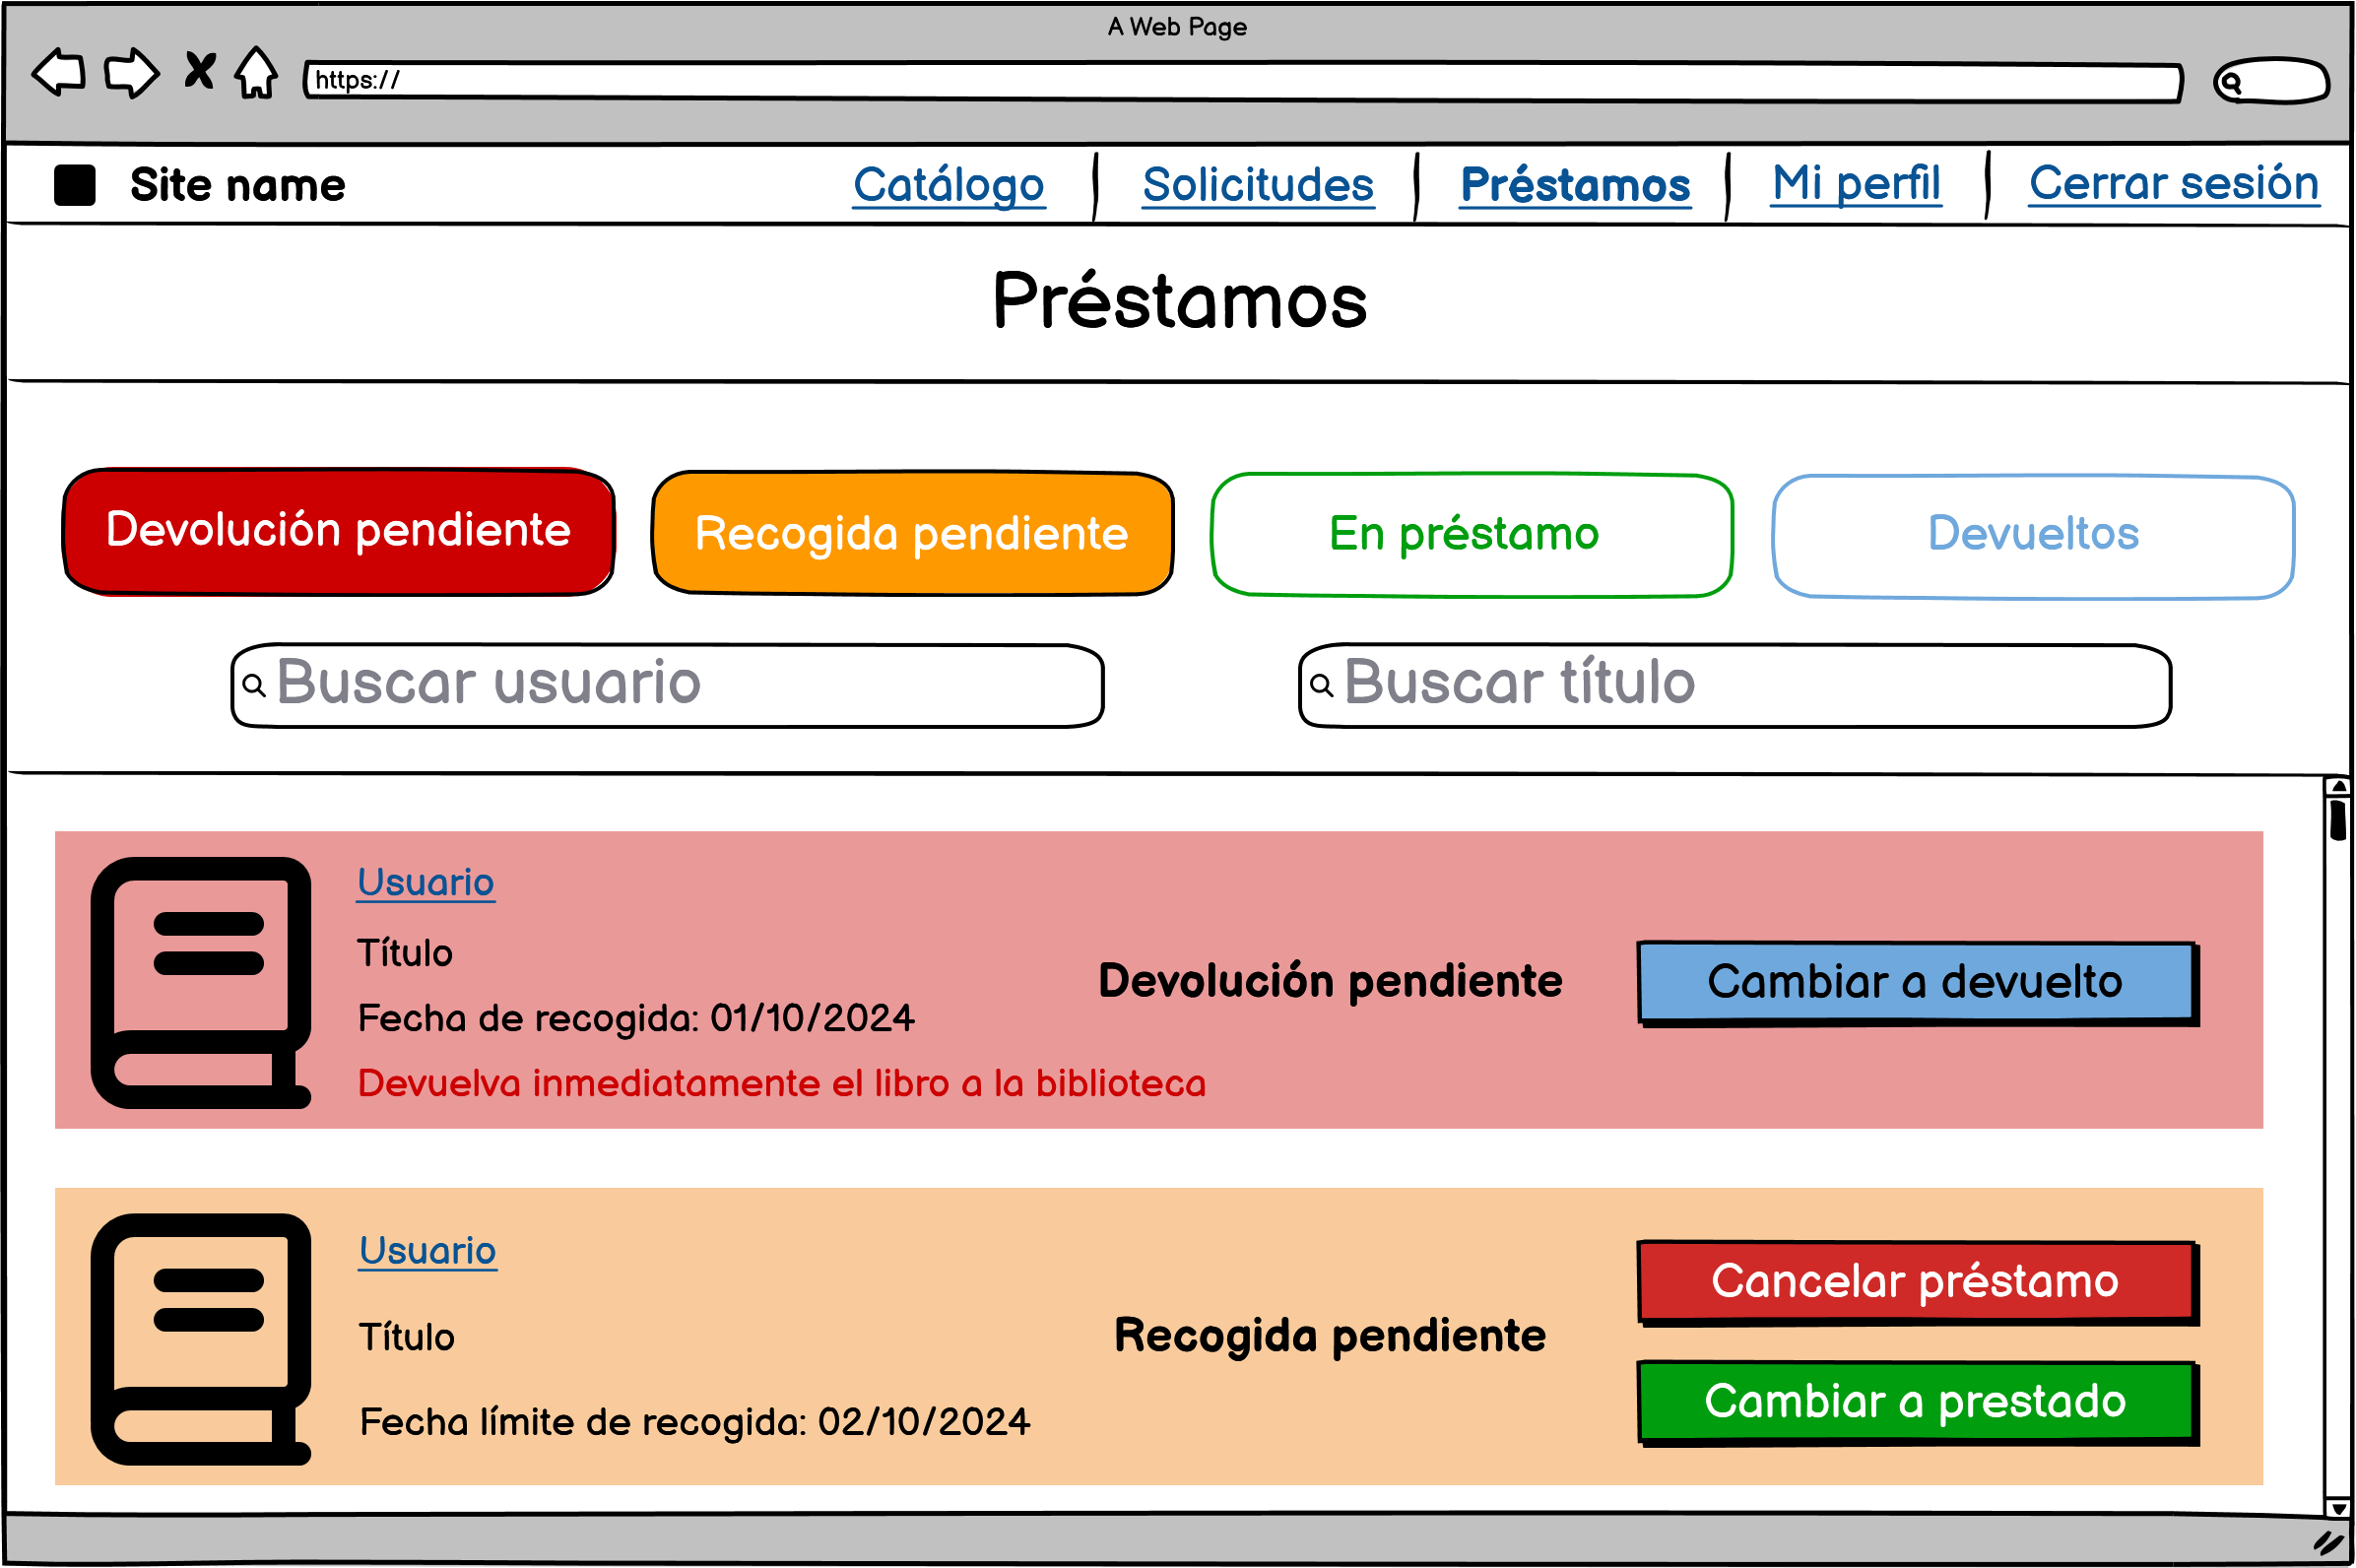 A Web Page
https://
Site name
Catálogo
Solicitudes
Préstamos
Mi perfil
Cerrar sesión
Préstamos
Devolución pendiente
Recogida pendiente
En préstamo
Devueltos
Buscar usuario
Buscar título
Usuario
Título
Fecha de recogida: 01/10/2024
Devuelva inmediatamente el libro a la biblioteca
Devolución pendiente
Cambiar a devuelto
Usuario
Título
Fecha límite de recogida: 02/10/2024
Recogida pendiente
Cancelar préstamo
Cambiar a prestado